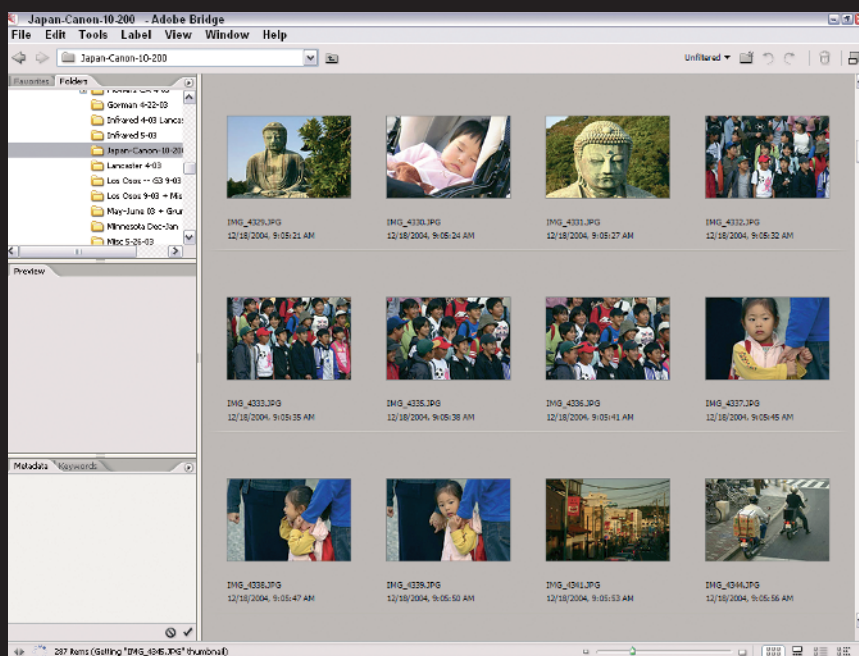 Japan-Canon-10-200 - Adobe Bridge
File Edit Tools Label View Window Help
Japan-Canon-10-200
Unfiltered
Favorites Folders
Gorman 4-22-03
Infrared 4-03 Lancas
Infrared 5-03
Japan-Canon-10-20
Lancaster 4-03
Los Osos -- G3 9-03
Los Osos 9-03 + Mis
May-June 03 + Grun
Minnesota Dec-Jan
Misc 5-26-03
Preview
Metadata Keywords
IMG_4329.JPG
12/18/2004, 9:05:21 AM
IMG_4330.JPG
12/18/2004, 9:05:24 AM
IMG_4331.JPG
12/18/2004, 9:05:27 AM
IMG_4332.JPG
12/18/2004, 9:05:32 AM
IMG_4333.JPG
12/18/2004, 9:05:35 AM
IMG_4335.JPG
12/18/2004, 9:05:38 AM
IMG_4336.JPG
12/18/2004, 9:05:41 AM
IMG_4337.JPG
12/18/2004, 9:05:45 AM
IMG_4338.JPG
12/18/2004, 9:05:47 AM
IMG_4339.JPG
12/18/2004, 9:05:50 AM
IMG_4341.JPG
12/18/2004, 9:05:53 AM
IMG_4344.JPG
12/18/2004, 9:05:56 AM
287 items (Getting "IMG_4345.JPG" thumbnail)